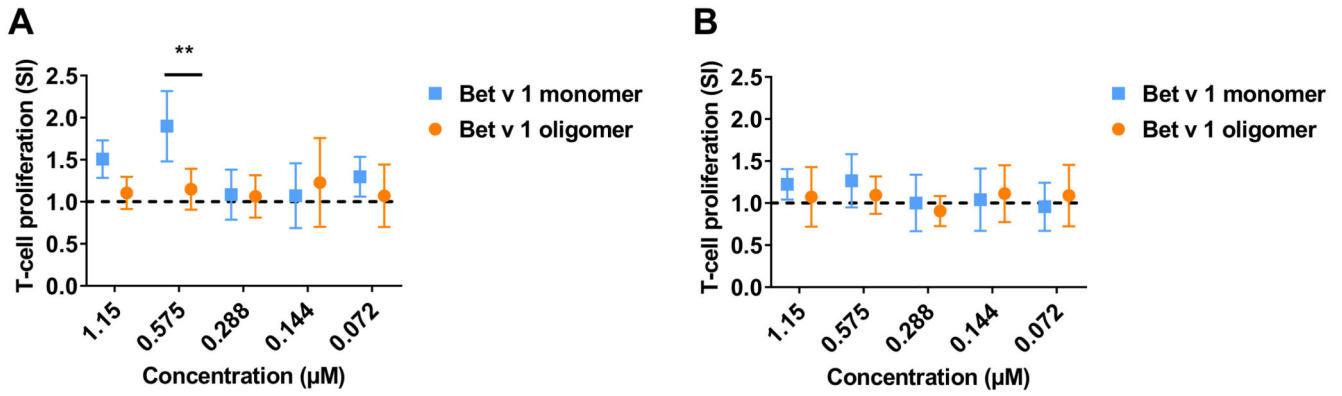 A
**
T-cell proliferation (SI)
2.5
2.0
1.5
1.0
0.5
0.0
1.15
0.575
0.288
0.144
0.072
Concentration (µM)
Bet v 1 monomer
Bet v 1 oligomer
B
T-cell proliferation (SI)
2.5
2.0
1.5
1.0
0.5
0.0
1.15
0.575
0.288
0.144
0.072
Concentration (µM)
Bet v 1 monomer
Bet v 1 oligomer